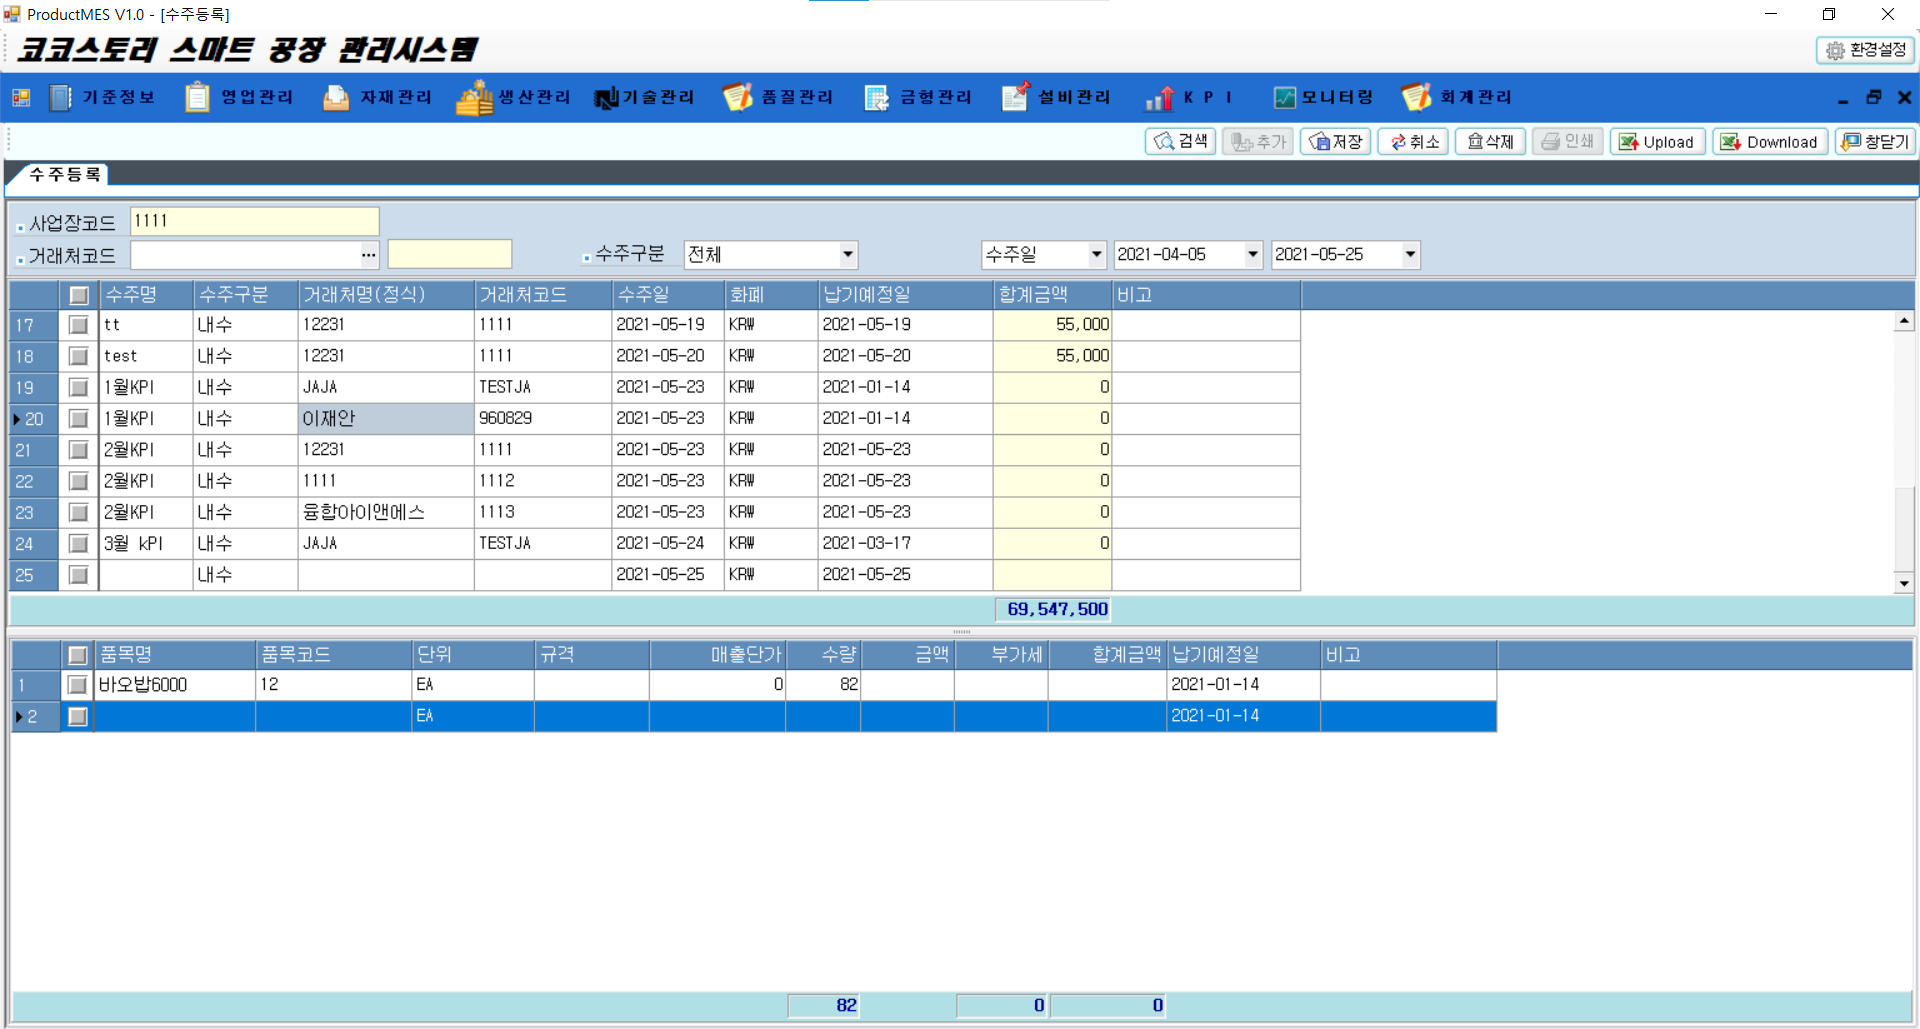 ProductMES V1.0 - [수주등록]
코코스토리 스마트 공장 관리시스템
환경설정
기준정보 영업관리 자재관리 생산관리 기술관리 품질관리 금형관리 설비관리 K P I 모니터링 회계관리
검색 추가 저장 취소 삭제 인쇄 Upload Download 창닫기
수주등록
사업장코드 1111
거래처코드 ... 수주구분 전체 수주일 2021-04-05 2021-05-25
수주명 수주구분 거래처명(정식) 거래처코드 수주일 화폐 납기예정일 합계금액 비고
17 tt 내수 12231 1111 2021-05-19 KR₩ 2021-05-19 55,000
18 test 내수 12231 1111 2021-05-20 KR₩ 2021-05-20 55,000
19 1월KPI 내수 JAJA TESTJA 2021-05-23 KR₩ 2021-01-14 0
20 1월KPI 내수 이재안 960829 2021-05-23 KR₩ 2021-01-14 0
21 2월KPI 내수 12231 1111 2021-05-23 KR₩ 2021-05-23 0
22 2월KPI 내수 1111 1112 2021-05-23 KR₩ 2021-05-23 0
23 2월KPI 내수 융합아이앤에스 1113 2021-05-23 KR₩ 2021-05-23 0
24 3월 kPI 내수 JAJA TESTJA 2021-05-24 KR₩ 2021-03-17 0
25 내수 2021-05-25 KR₩ 2021-05-25
69,547,500
품목명 품목코드 단위 규격 매출단가 수량 금액 부가세 합계금액 납기예정일 비고
1 바오밥6000 12 EA 0 82 2021-01-14
2 EA 2021-01-14
82 0 0